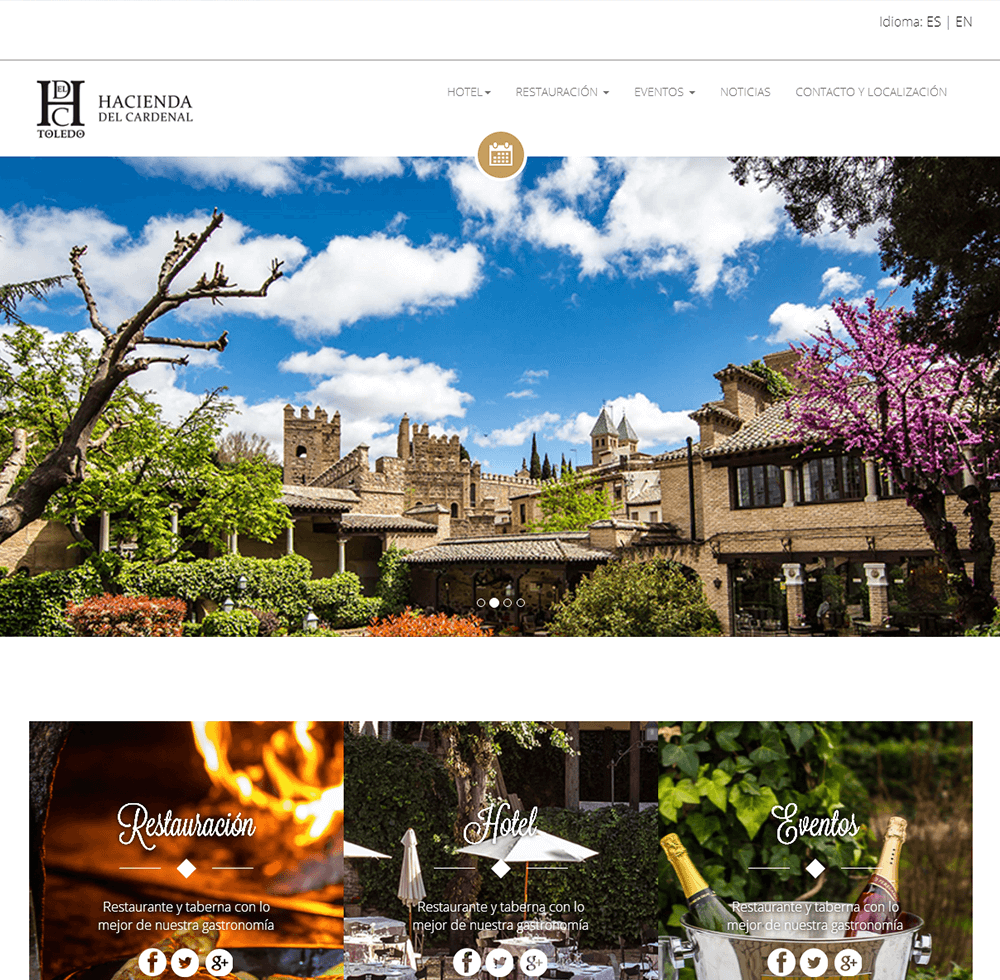 Idioma: ES | EN
DEL
HC
TOLEDO
HACIENDA
DEL CARDENAL
HOTEL
RESTAURACIÓN
EVENTOS
NOTICIAS
CONTACTO Y LOCALIZACIÓN
Restauración
Restaurante y taberna con lo
mejor de nuestra gastronomía
Hotel
Restaurante y taberna con lo
mejor de nuestra gastronomía
Eventos
Restaurante y taberna con lo
mejor de nuestra gastronomía